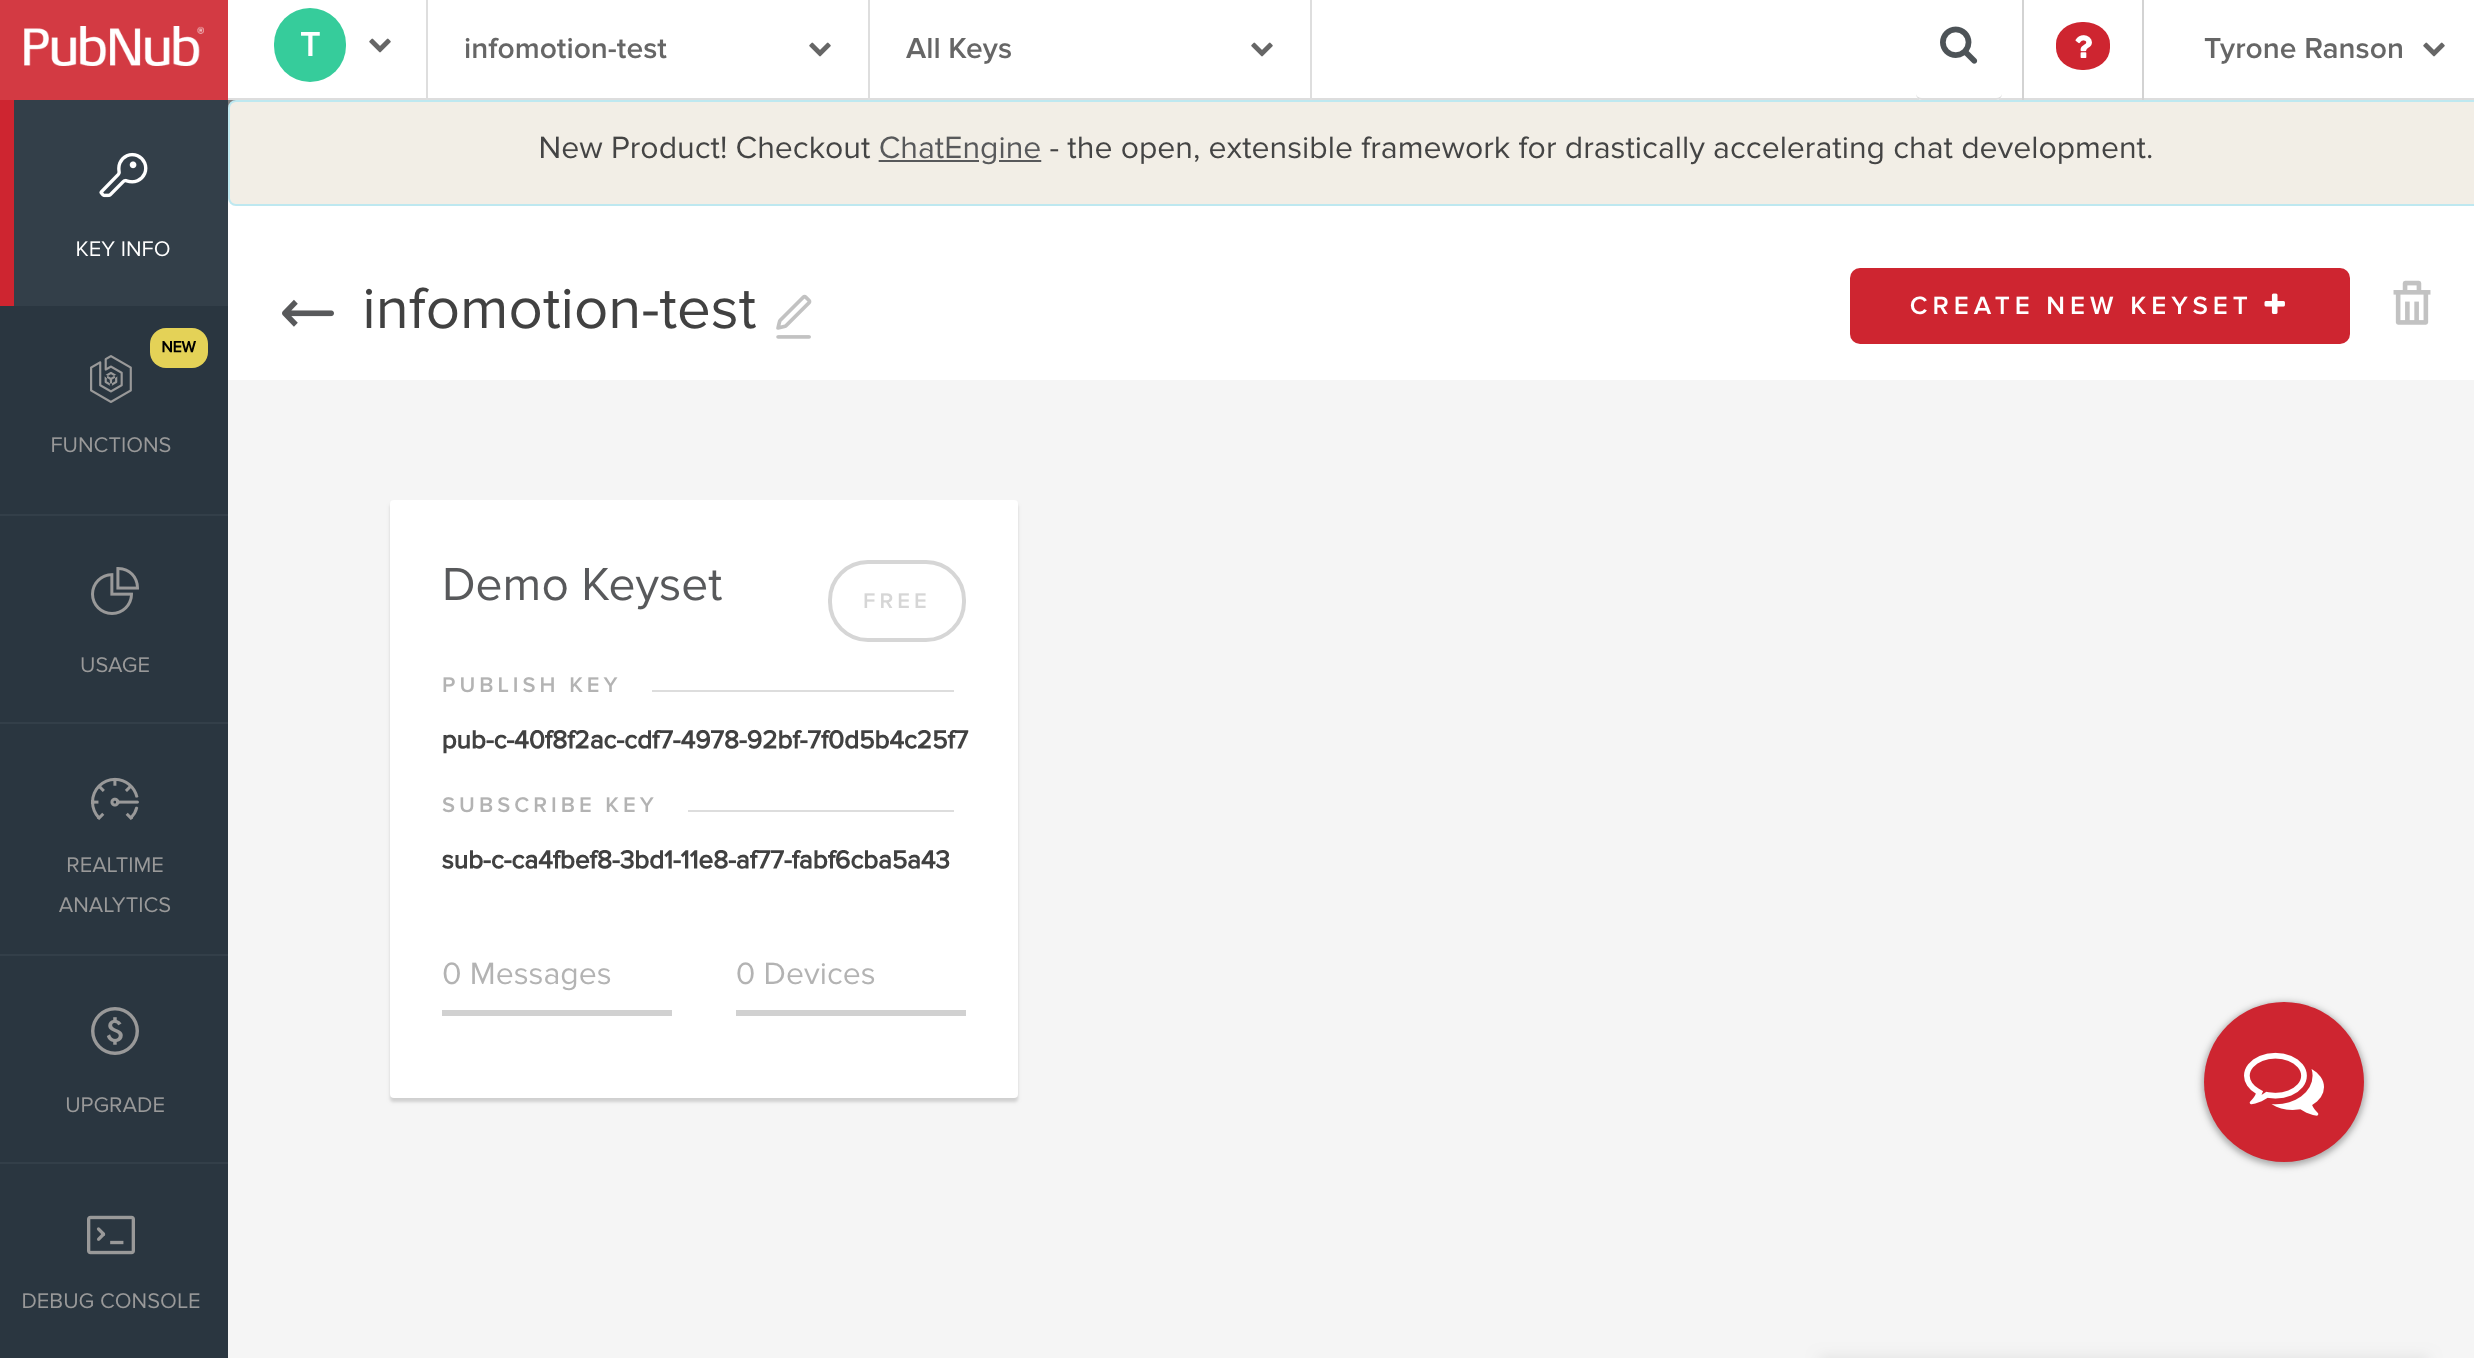 PubNub®
T
infomotion-test
All Keys
?
Tyrone Ranson
New Product! Checkout ChatEngine - the open, extensible framework for drastically accelerating chat development.
KEY INFO
infomotion-test
CREATE NEW KEYSET +
NEW
FUNCTIONS
USAGE
REALTIME
ANALYTICS
UPGRADE
DEBUG CONSOLE
Demo Keyset
FREE
PUBLISH KEY
pub-c-40f8f2ac-cdf7-4978-92bf-7f0d5b4c25f7
SUBSCRIBE KEY
sub-c-ca4fbef8-3bd1-11e8-af77-fabf6cba5a43
0 Messages
0 Devices